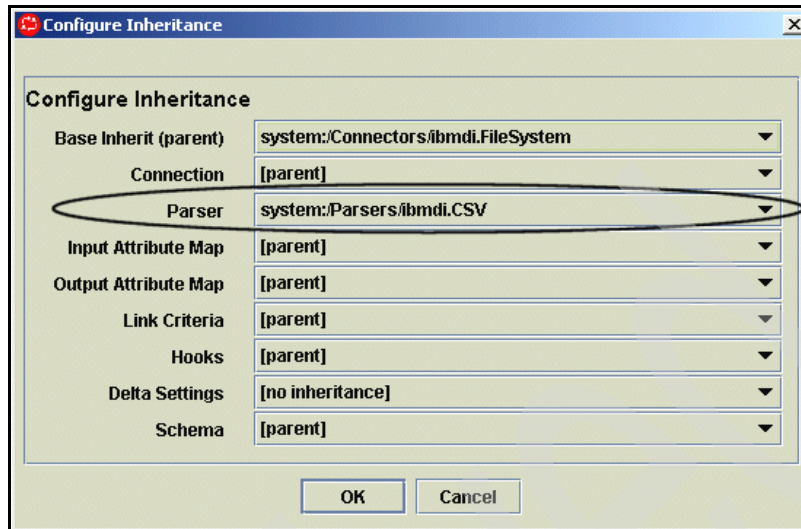 Configure Inheritance
Configure Inheritance
Base Inherit (parent) system:/Connectors/ibmdi.FileSystem
Connection [parent]
Parser system:/Parsers/ibmdi.CSV
Input Attribute Map [parent]
Output Attribute Map [parent]
Link Criteria [parent]
Hooks [parent]
Delta Settings [no inheritance]
Schema [parent]
OK Cancel